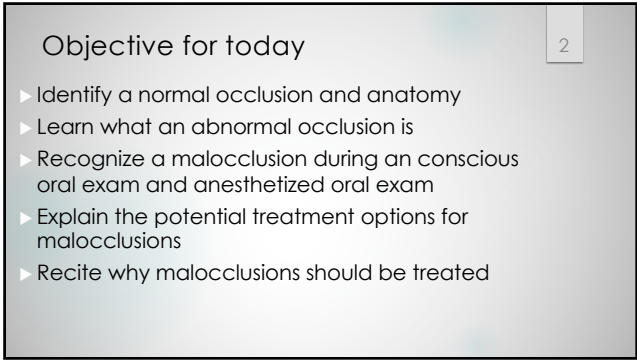 Objective for today
2
Identify a normal occlusion and anatomy
Learn what an abnormal occlusion is
Recognize a malocclusion during an conscious
oral exam and anesthetized oral exam
Explain the potential treatment options for
malocclusions
Recite why malocclusions should be treated